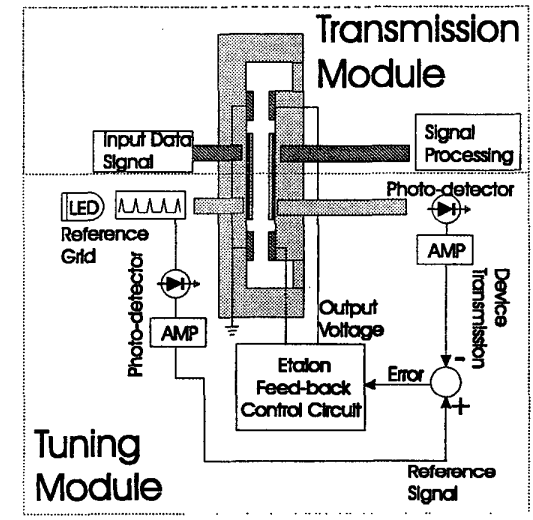 Transmission
Module
Input Data
Signal
Signal
Processing
LED
Reference
Grid
Photo-detector
AMP
Device
Transmission
Photo-detector
AMP
Output
Voltage
Etalon
Feed-back
Control Circuit
Error
-
+
Reference
Signal
Tuning
Module